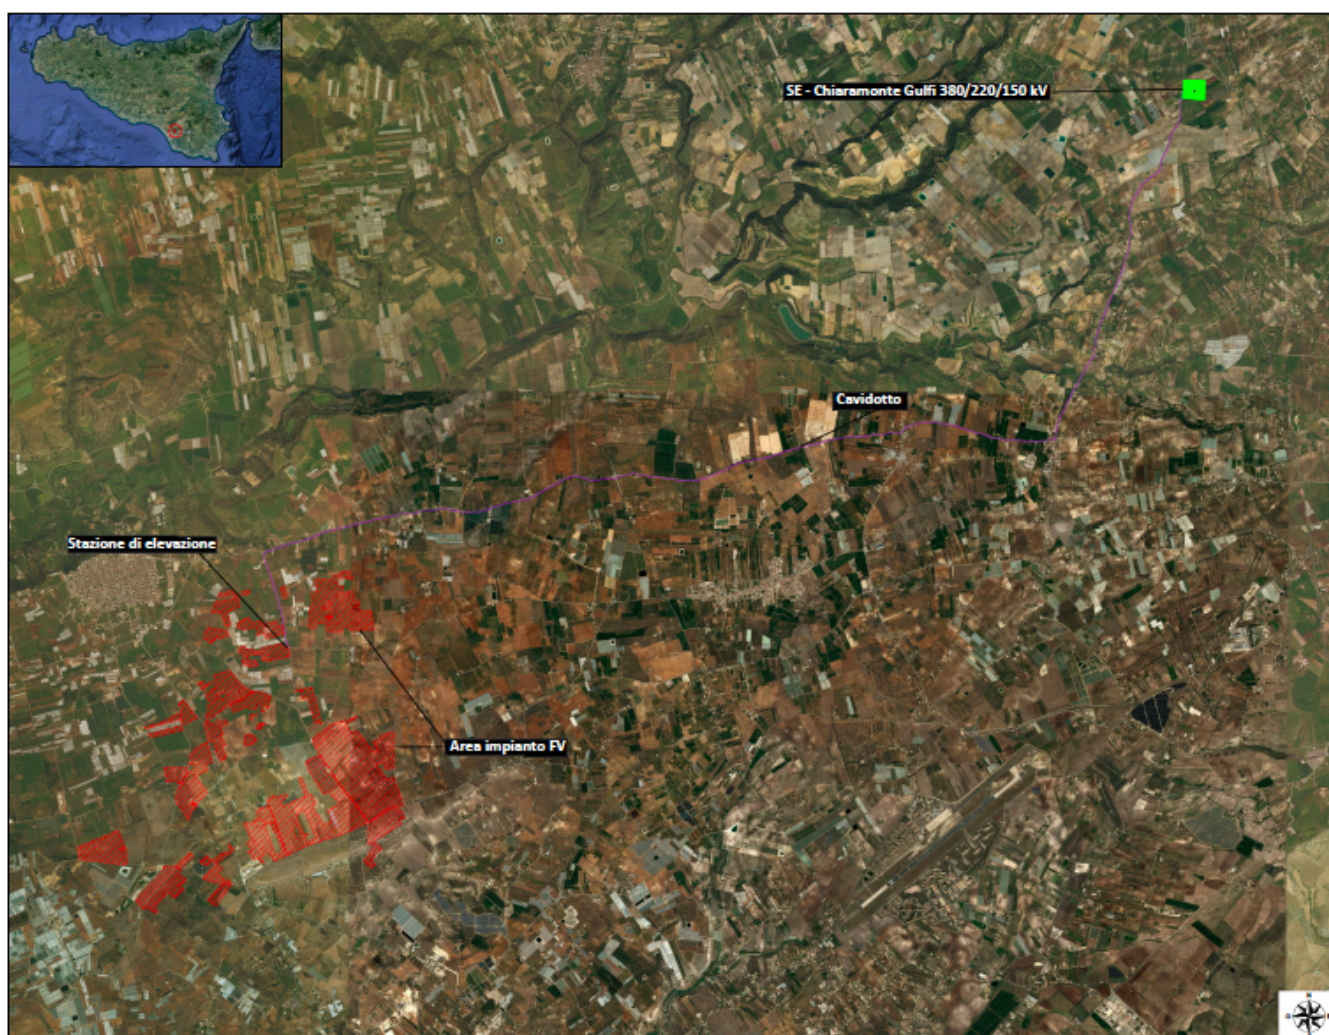 SE - Chiaramonte Gulfi 380/220/150 kV
Cavidotto
Stazione di elevazione
Area impianto FV